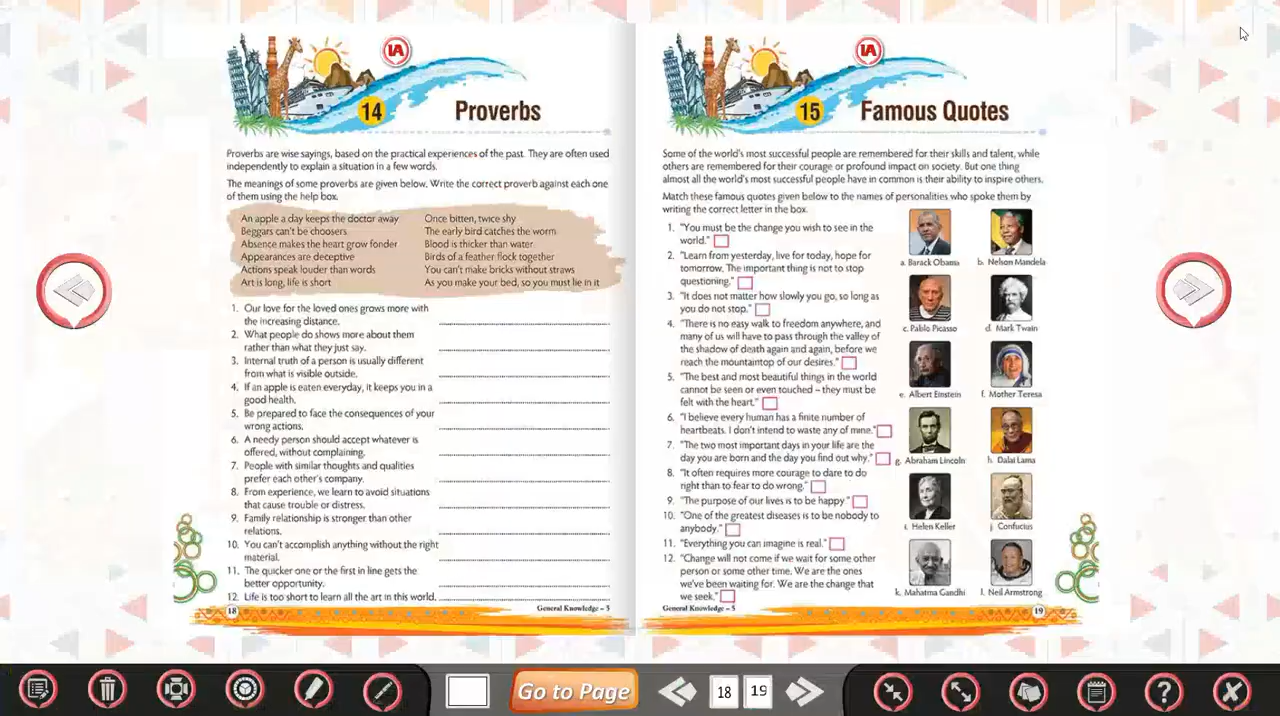 IA
14
Proverbs
Proverbs are wise sayings, based on the practical experiences of the past. They are often used
independently to explain a situation in a few words.
The meanings of some proverbs are given below. Write the correct proverb against each one
of them using the help box.
An apple a day keeps the doctor away
Beggars can't be choosers
Absence makes the heart grow fonder
Appearances are deceptive
Actions speak louder than words
Art is long, life is short
Once bitten, twice shy
The early bird catches the worm
Blood is thicker than water
Birds of a feather flock together
You can't make bricks without straws
As you make your bed, so you must lie in it
1. Our love for the loved ones grows more with
the increasing distance.
2. What people do shows more about them
rather than what they just say.
3. Internal truth of a person is usually different
from what is visible outside.
4. If an apple is eaten everyday, it keeps you in a
good health.
5. Be prepared to face the consequences of your
wrong actions.
6. A needy person should accept whatever is
offered, without complaining.
7. People with similar thoughts and qualities
prefer each other's company.
8. From experience, we learn to avoid situations
that cause trouble or distress.
9. Family relationship is stronger than other
relations.
10. You can't accomplish anything without the right
material.
11. The quicker one or the first in line gets the
better opportunity.
12. Life is too short to learn all the art in this world.
18
General Knowledge – 5
IA
15
Famous Quotes
Some of the world's most successful people are remembered for their skills and talent, while
others are remembered for their courage or profound impact on society. But one thing
almost all the world's most successful people have in common is their ability to inspire others.
Match these famous quotes given below to the names of personalities who spoke them by
writing the correct letter in the box.
1. "You must be the change you wish to see in the
world."
2. "Learn from yesterday, live for today, hope for
tomorrow. The important thing is not to stop
questioning."
3. "It does not matter how slowly you go, so long as
you do not stop."
4. "There is no easy walk to freedom anywhere, and
many of us will have to pass through the valley of
the shadow of death again and again, before we
reach the mountaintop of our desires."
5. "The best and most beautiful things in the world
cannot be seen or even touched – they must be
felt with the heart."
6. "I believe every human has a finite number of
heartbeats. I don't intend to waste any of mine."
7. "The two most important days in your life are the
day you are born and the day you find out why."
8. "It often requires more courage to dare to do
right than to fear to do wrong."
9. "The purpose of our lives is to be happy."
10. "One of the greatest diseases is to be nobody to
anybody."
11. "Everything you can imagine is real."
12. "Change will not come if we wait for some other
person or some other time. We are the ones
we've been waiting for. We are the change that
we seek."
a. Barack Obama
b. Nelson Mandela
c. Pablo Picasso
d. Mark Twain
e. Albert Einstein
f. Mother Teresa
g. Abraham Lincoln
h. Dalai Lama
i. Helen Keller
j. Confucius
k. Mahatma Gandhi
l. Neil Armstrong
General Knowledge – 5
19
Go to Page
18
19